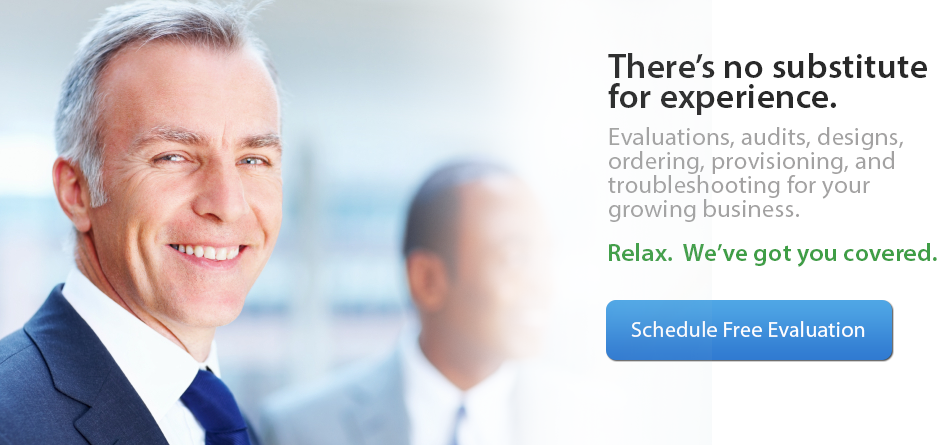 There’s no substitute
for experience.
Evaluations, audits, designs,
ordering, provisioning, and
troubleshooting for your
growing business.
Relax.  We’ve got you covered.
Schedule Free Evaluation